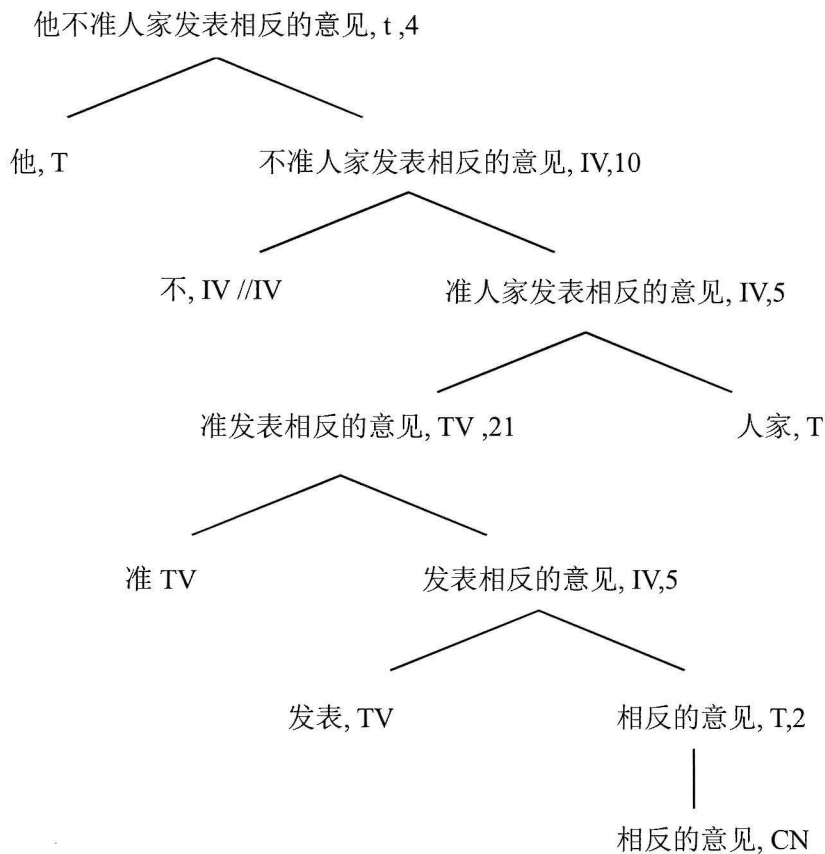 他不准人家发表相反的意见, t ,4
他, T
不准人家发表相反的意见, IV,10
不, IV //IV
准人家发表相反的意见, IV,5
准发表相反的意见, TV ,21
人家, T
准 TV
发表相反的意见, IV,5
发表, TV
相反的意见, T,2
相反的意见, CN